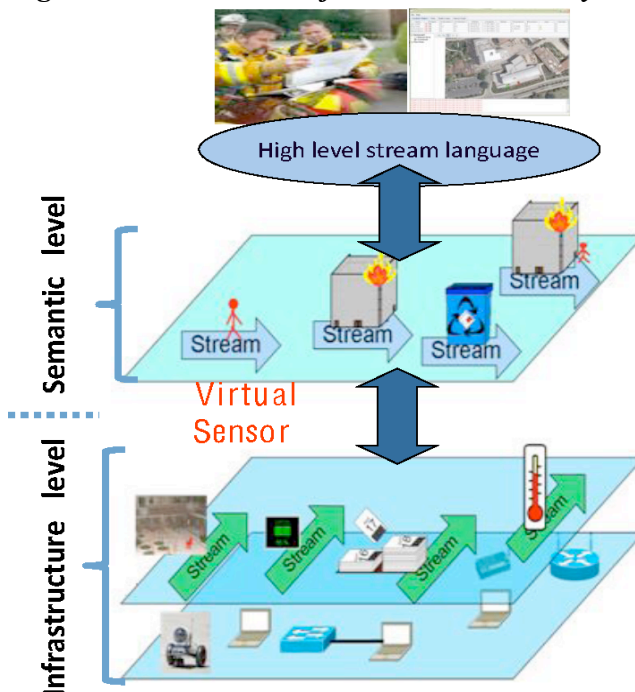 High level stream language
Semantic level
Stream
Stream
Stream
Stream
Virtual
Sensor
Infrastructure level
Stream
Stream
Stream
Stream